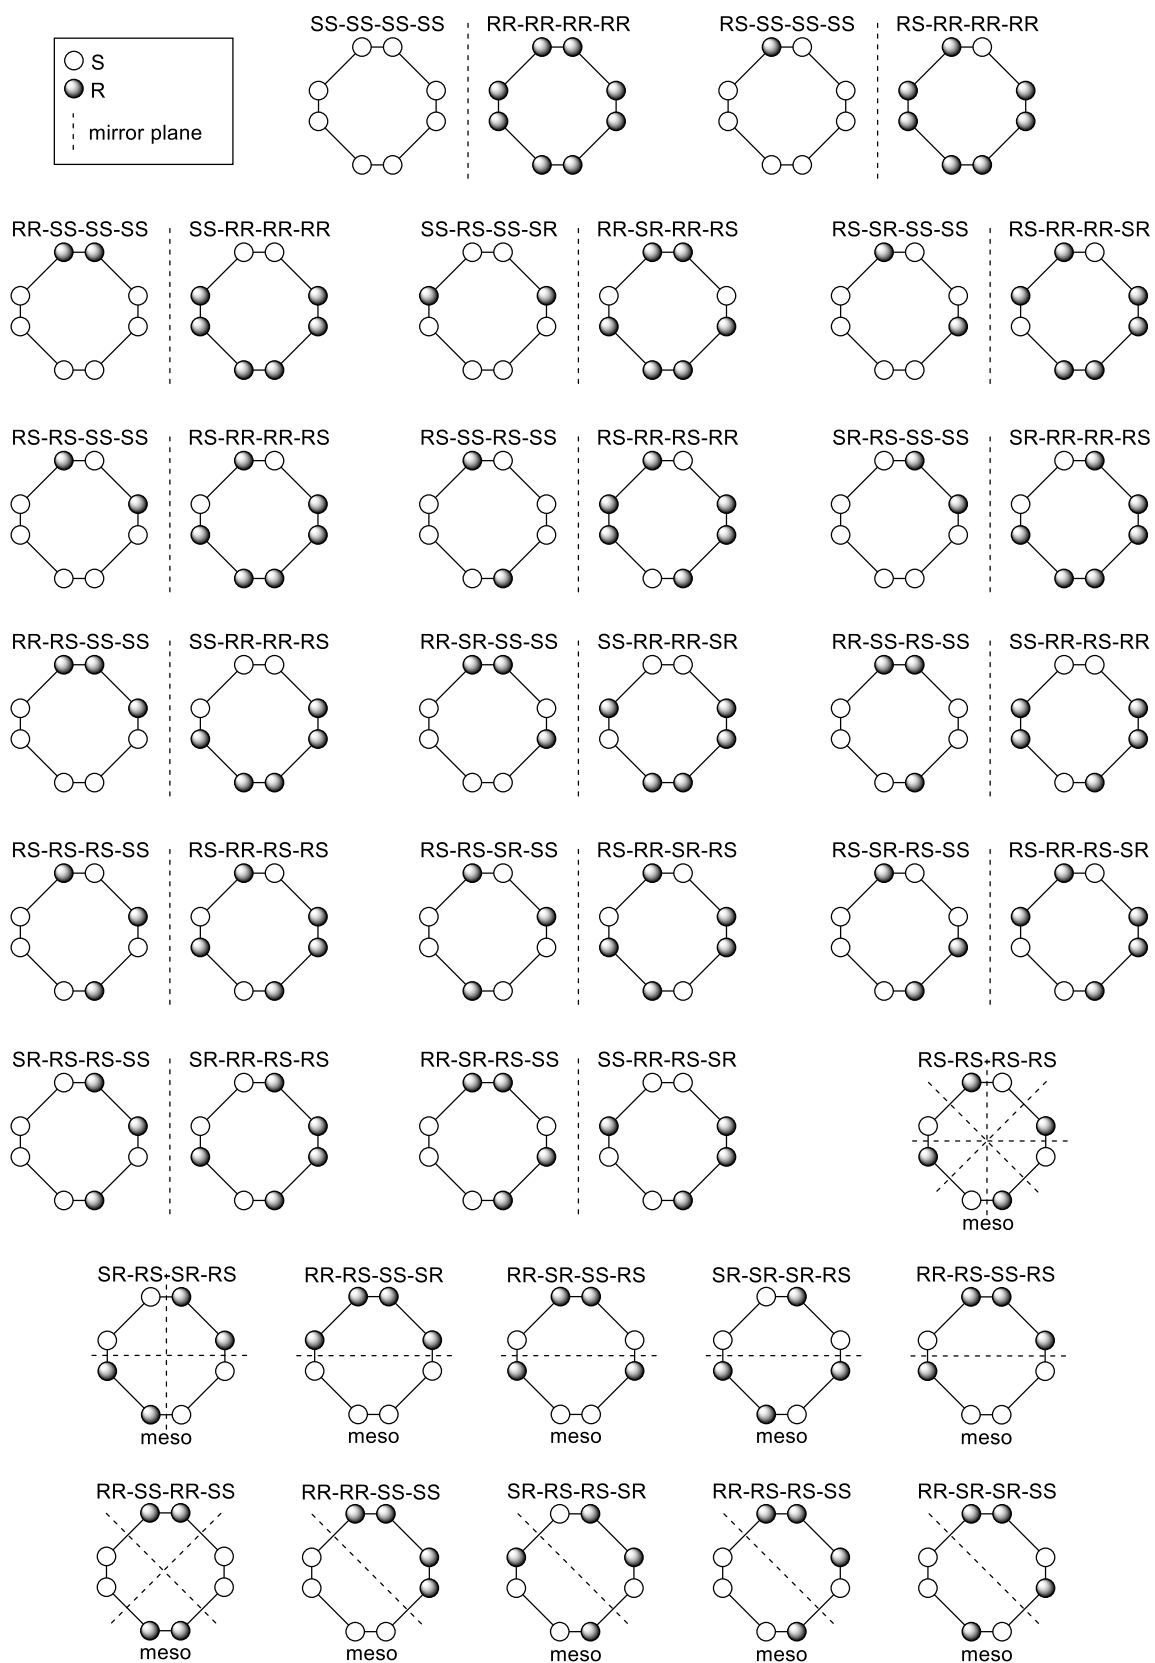 SS-SS-SS-SS RR-RR-RR-RR RS-SS-SS-SS RS-RR-RR-RR
S
R
mirror plane
RR-SS-SS-SS SS-RR-RR-RR SS-RS-SS-SR RR-SR-RR-RS RS-SR-SS-SS RS-RR-RR-SR
RS-RS-SS-SS RS-RR-RR-RS RS-SS-RS-SS RS-RR-RS-RR SR-RS-SS-SS SR-RR-RR-RS
RR-RS-SS-SS SS-RR-RR-RS RR-SR-SS-SS SS-RR-RR-SR RR-SS-RS-SS SS-RR-RS-RR
RS-RS-RS-SS RS-RR-RS-RS RS-RS-SR-SS RS-RR-SR-RS RS-SR-RS-SS RS-RR-RS-SR
SR-RS-RS-SS SR-RR-RS-RS RR-SR-RS-SS SS-RR-RS-SR RS-RS-RS-RS
meso
SR-RS-SR-RS RR-RS-SS-SR RR-SR-SS-RS SR-SR-SR-RS RR-RS-SS-RS
meso meso meso meso meso
RR-SS-RR-SS RR-RR-SS-SS SR-RS-RS-SR RR-RS-RS-SS RR-SR-SR-SS
meso meso meso meso meso